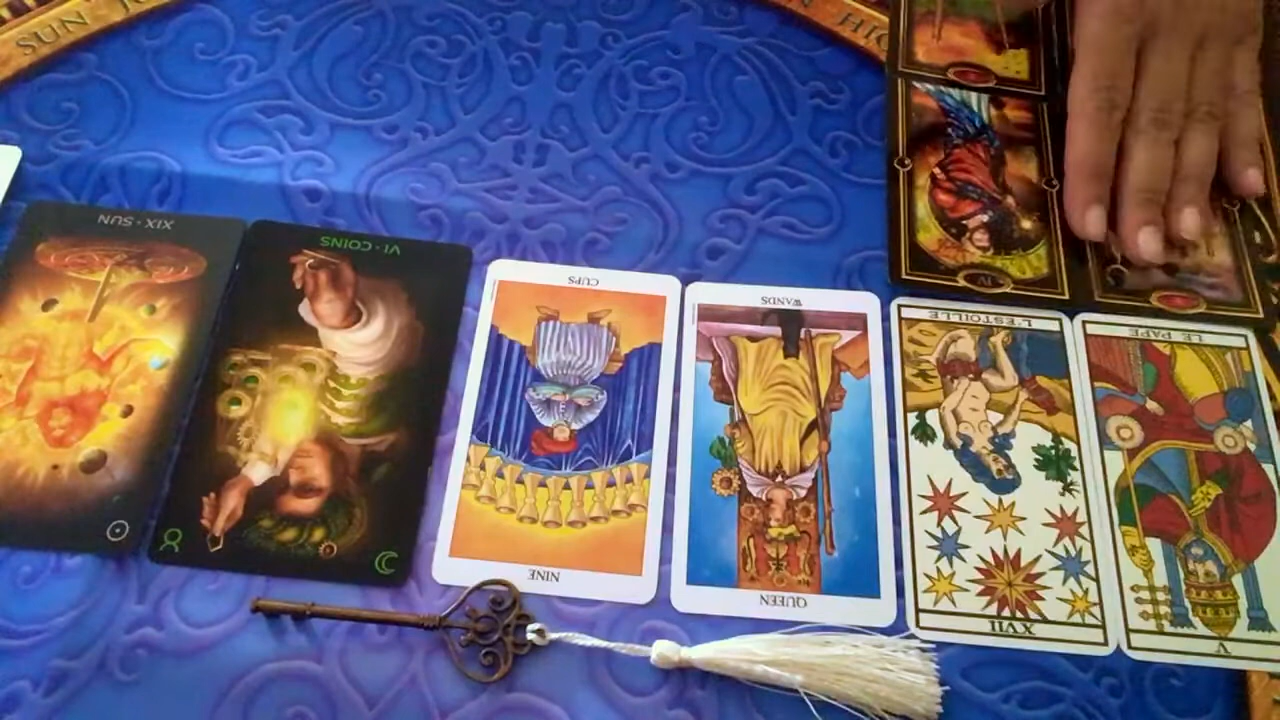 SUN
XIX · SUN
VI · COINS
CUPS
NINE
WANDS
QUEEN
L'ESTOILLE
XVII
LE PAPE
V